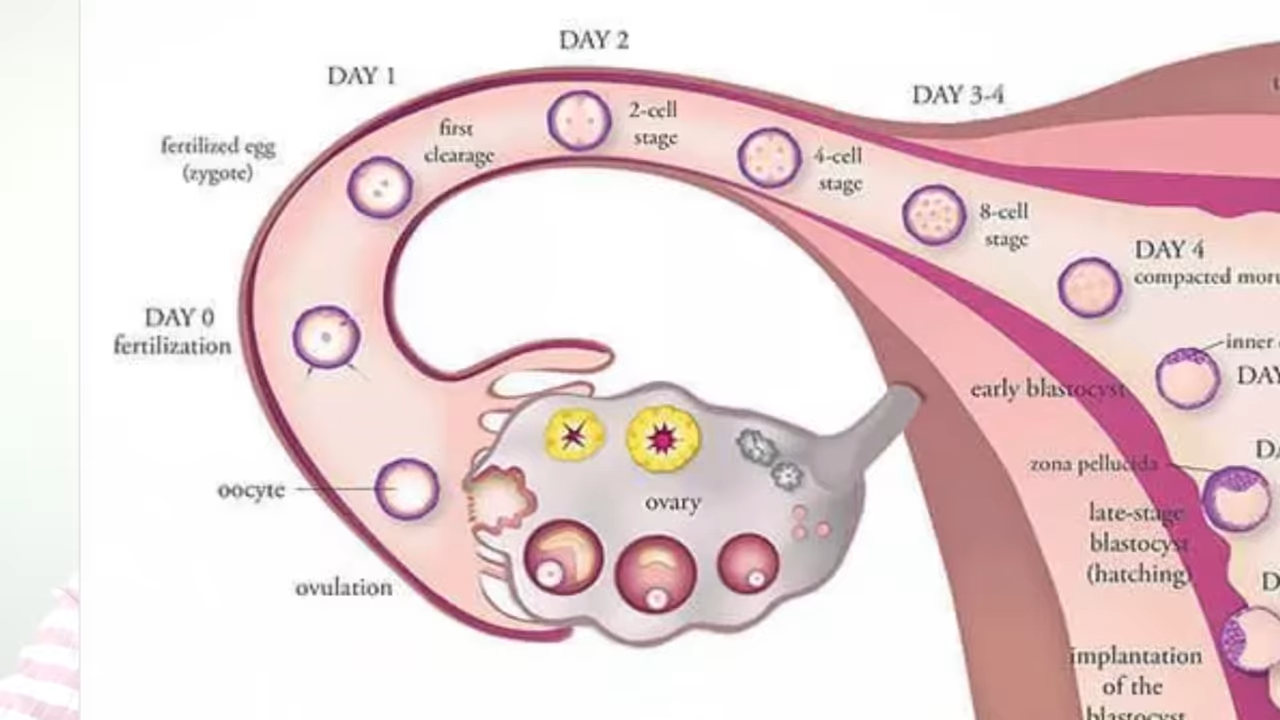 DAY 2
DAY 1
DAY 3-4
fertilized egg
(zygote)
first
clearage
2-cell
stage
4-cell
stage
8-cell
stage
DAY 4
compacted
DAY 0
fertilization
inner
DAY
early blastocyst
oocyte
ovary
zona pellucida
late-stage
blastocyst
(hatching)
ovulation
implantation
of the
blastocyst